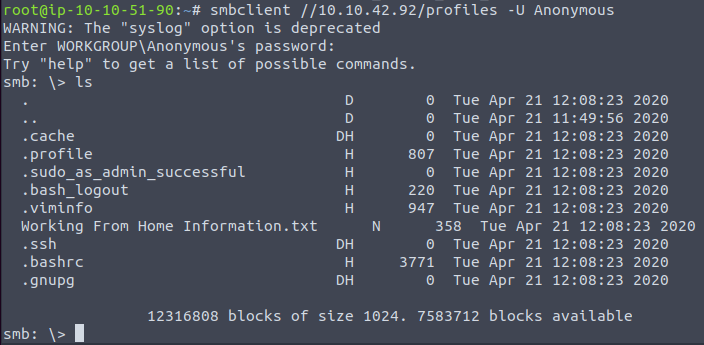 root@ip-10-10-51-90:~# smbclient //10.10.42.92/profiles -U Anonymous
WARNING: The "syslog" option is deprecated
Enter WORKGROUP\Anonymous's password:
Try "help" to get a list of possible commands.
smb: \> ls
  .                                   D        0  Tue Apr 21 12:08:23 2020
  ..                                  D        0  Tue Apr 21 11:49:56 2020
  .cache                             DH        0  Tue Apr 21 12:08:23 2020
  .profile                            H      807  Tue Apr 21 12:08:23 2020
  .sudo_as_admin_successful           H        0  Tue Apr 21 12:08:23 2020
  .bash_logout                        H      220  Tue Apr 21 12:08:23 2020
  .viminfo                            H      947  Tue Apr 21 12:08:23 2020
  Working From Home Information.txt      N      358  Tue Apr 21 12:08:23 2020
  .ssh                               DH        0  Tue Apr 21 12:08:23 2020
  .bashrc                             H     3771  Tue Apr 21 12:08:23 2020
  .gnupg                             DH        0  Tue Apr 21 12:08:23 2020
                12316808 blocks of size 1024. 7583712 blocks available
smb: \>